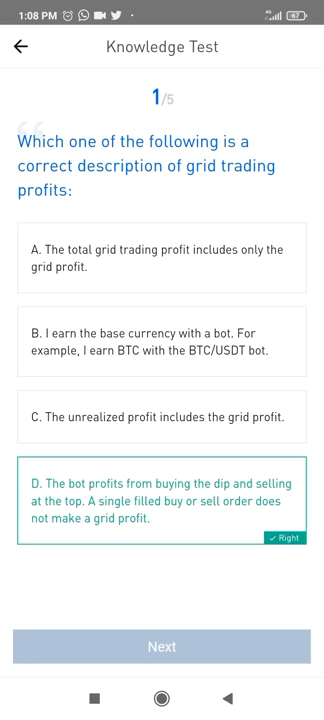 1:08 PM
4G
67
Knowledge Test
1/5
Which one of the following is a
correct description of grid trading
profits:
A. The total grid trading profit includes only the
grid profit.
B. I earn the base currency with a bot. For
example, I earn BTC with the BTC/USDT bot.
C. The unrealized profit includes the grid profit.
D. The bot profits from buying the dip and selling
at the top. A single filled buy or sell order does
not make a grid profit.
✓ Right
Next